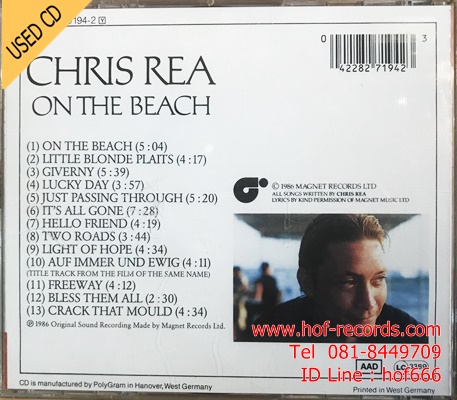 USED CD
194-2 Y
0 42282 71942 3
CHRIS REA
ON THE BEACH
(1) ON THE BEACH (5 : 04)
(2) LITTLE BLONDE PLAITS (4 : 17)
(3) GIVERNY (5 : 39)
(4) LUCKY DAY (3 : 57)
(5) JUST PASSING THROUGH (5 : 20)
(6) IT'S ALL GONE (7 : 28)
(7) HELLO FRIEND (4 : 19)
(8) TWO ROADS (3 : 44)
(9) LIGHT OF HOPE (4 : 34)
(10) AUF IMMER UND EWIG (4 : 11)
(TITLE TRACK FROM THE FILM OF THE SAME NAME)
(11) FREEWAY (4 : 12)
(12) BLESS THEM ALL (2 : 30)
(13) CRACK THAT MOULD (4 : 34)
℗ 1986 Original Sound Recording Made by Magnet Records Ltd.
© 1986 MAGNET RECORDS LTD
ALL SONGS WRITTEN BY CHRIS REA
LYRICS BY KIND PERMISSION OF MAGNET MUSIC LTD
www.hof-records.com
Tel 081-8449709
ID Line : hof666
AAD
CD is manufactured by PolyGram in Hanover, West Germany
Printed in West Germany